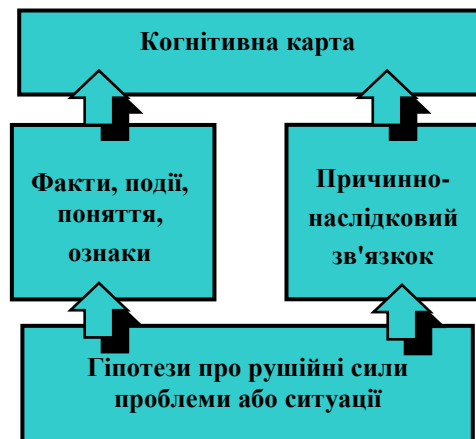 Когнітивна карта
Факти, події,
поняття,
ознаки
Причинно-
наслідковий
зв'язкок
Гіпотези про рушійні сили
проблеми або ситуації